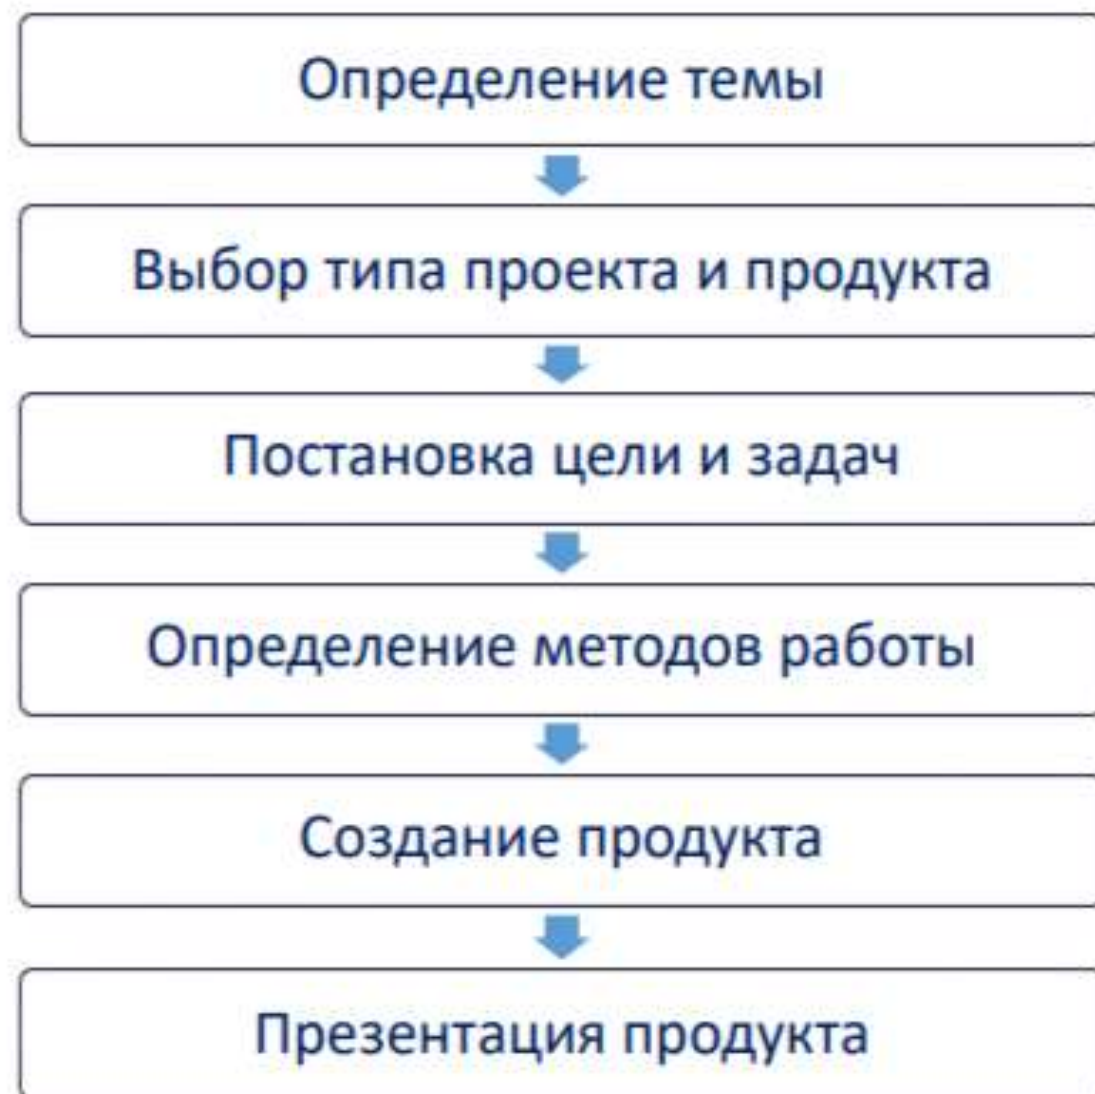 Определение темы
Выбор типа проекта и продукта
Постановка цели и задач
Определение методов работы
Создание продукта
Презентация продукта